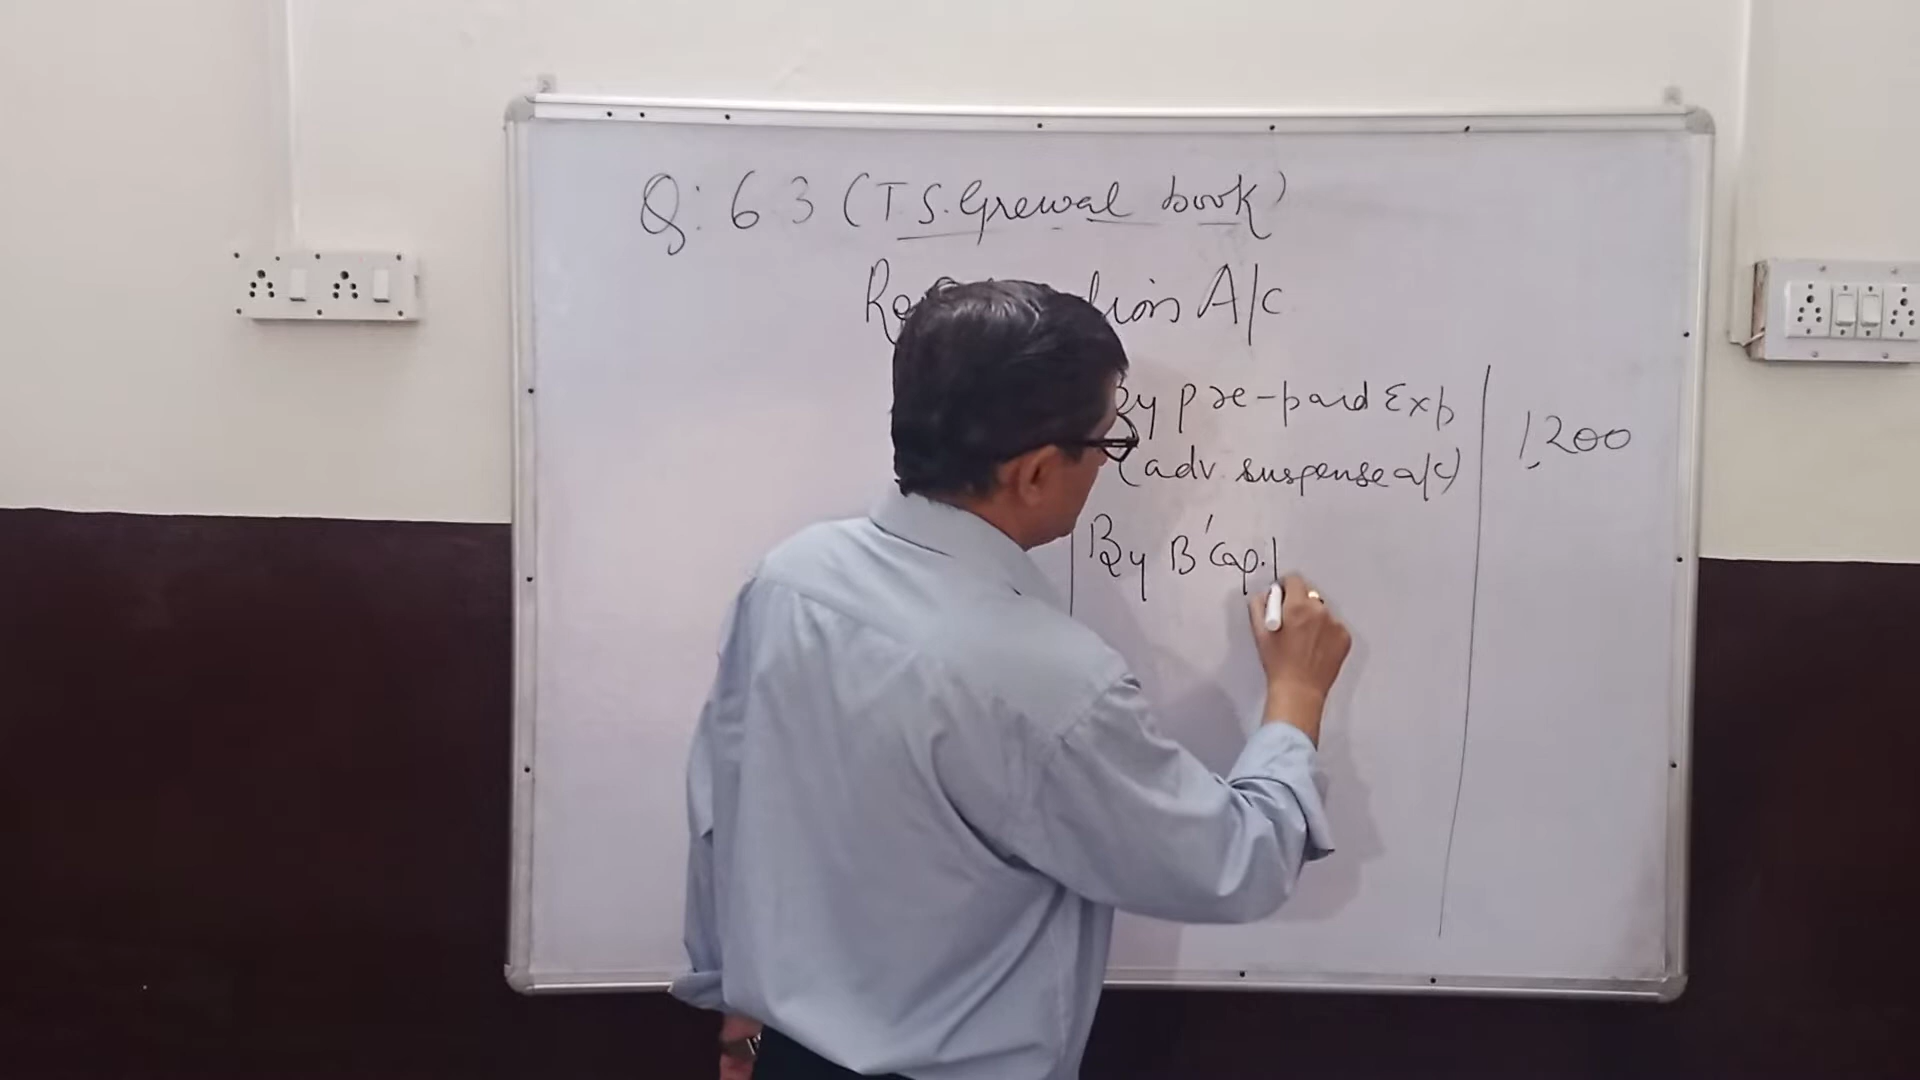 Q: 63 (T.S. Grewal book)
A/c
By pre-paid Exp
1,200
(adv. suspense a/c)
By B' Cap.